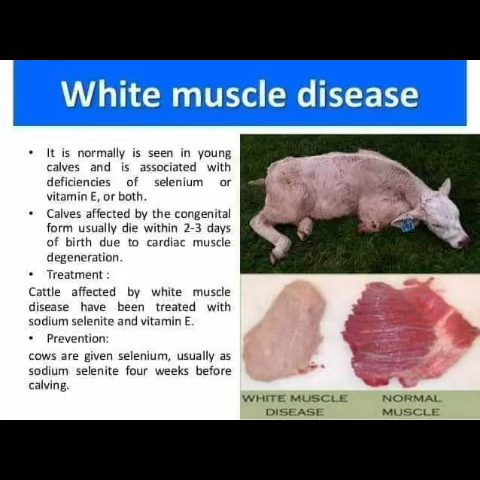 White muscle disease
• It is normally is seen in young
calves and is associated with
deficiencies of selenium or
vitamin E, or both.
• Calves affected by the congenital
form usually die within 2-3 days
of birth due to cardiac muscle
degeneration.
• Treatment :
Cattle affected by white muscle
disease have been treated with
sodium selenite and vitamin E.
• Prevention:
cows are given selenium, usually as
sodium selenite four weeks before
calving.
WHITE MUSCLE
DISEASE
NORMAL
MUSCLE